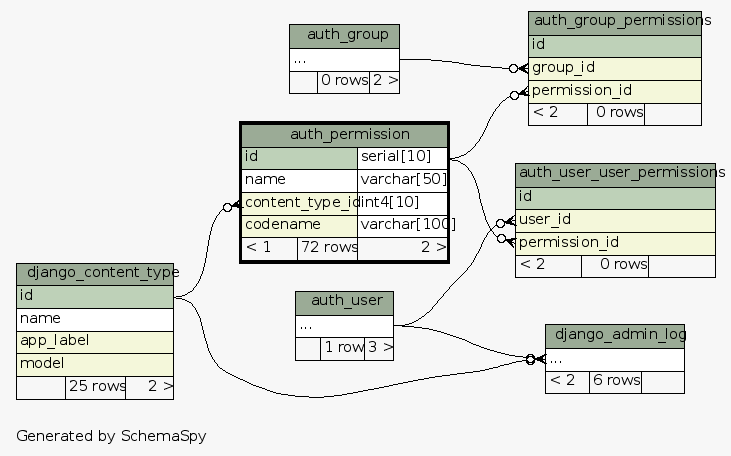 auth_group
...
0 rows 2 >
auth_group_permissions
id
group_id
permission_id
< 2 0 rows
auth_permission
id serial[10]
name varchar[50]
content_type_id int4[10]
codename varchar[100]
< 1 72 rows 2 >
auth_user_user_permissions
id
user_id
permission_id
< 2 0 rows
django_content_type
id
name
app_label
model
25 rows 2 >
auth_user
...
1 row 3 >
django_admin_log
...
< 2 6 rows
Generated by SchemaSpy